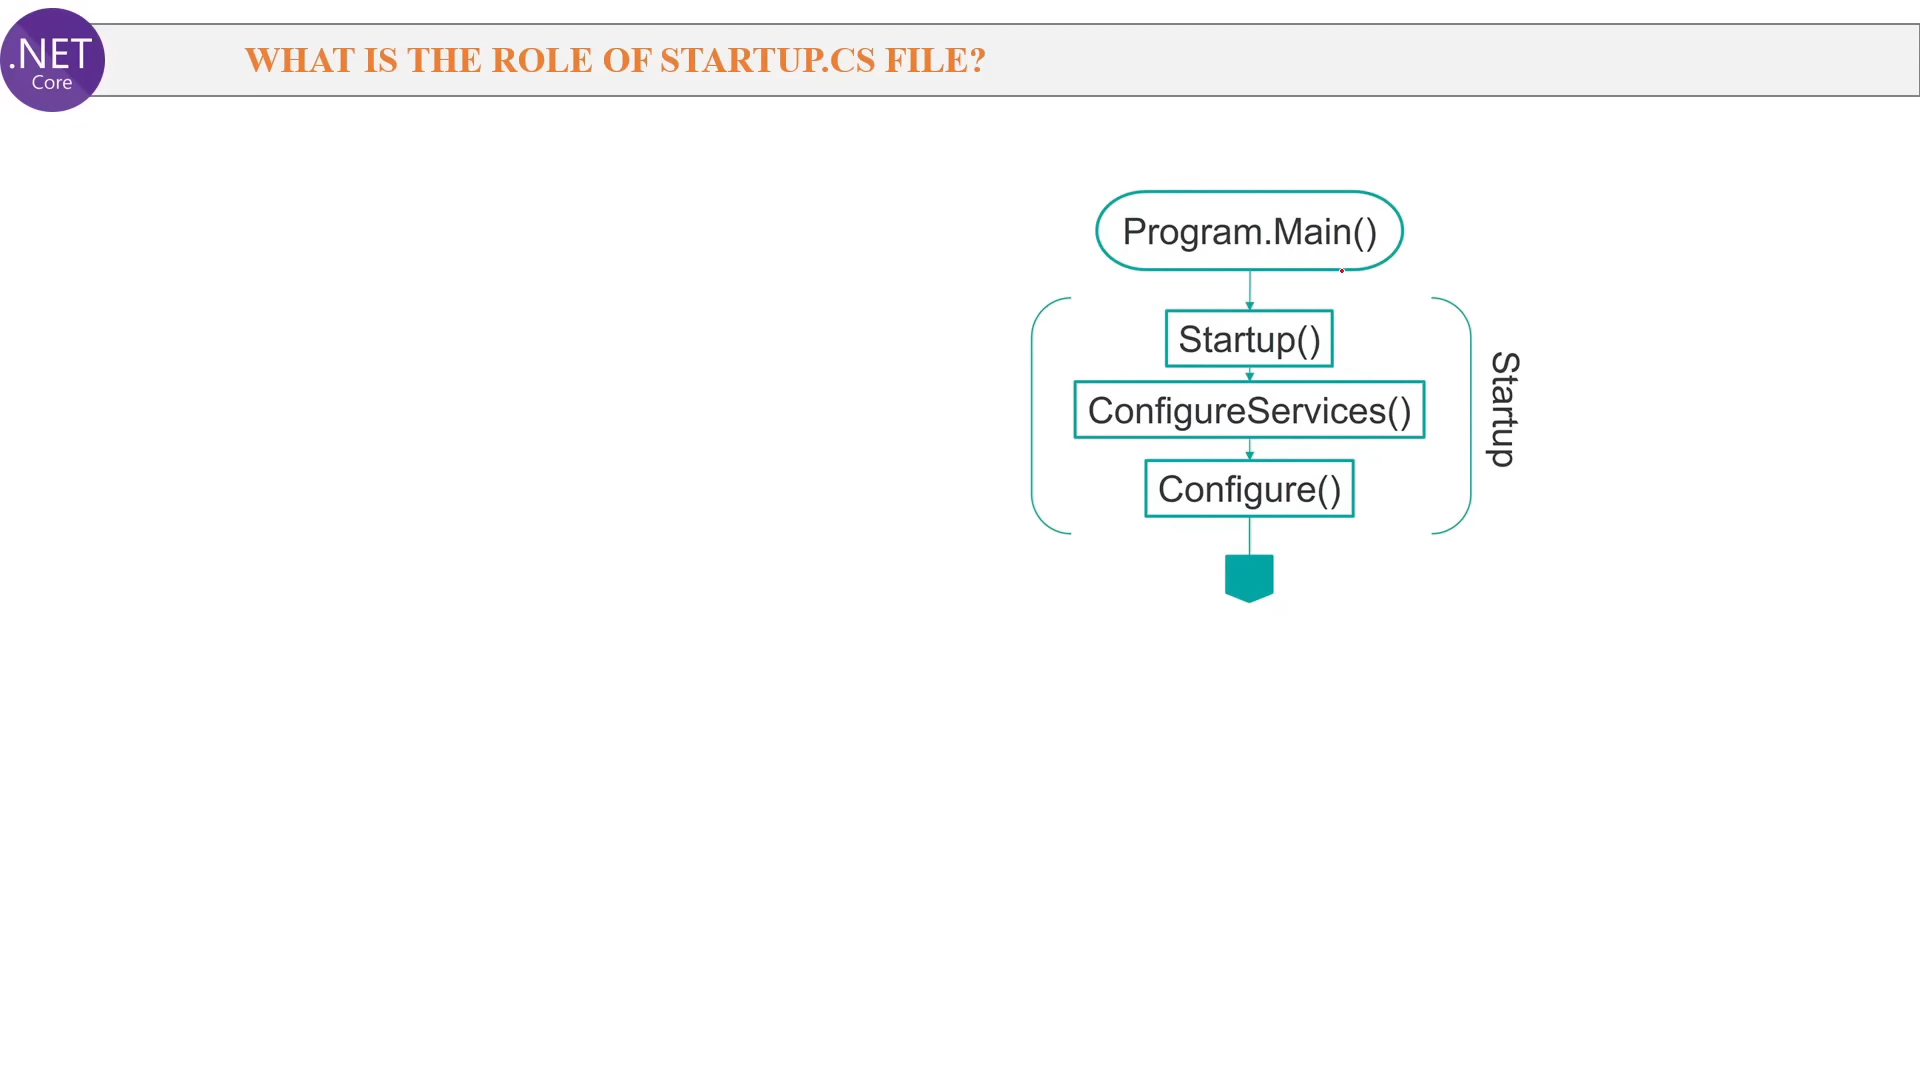 .NET
Core
WHAT IS THE ROLE OF STARTUP.CS FILE?
Program.Main()
Startup()
ConfigureServices()
Configure()
Startup